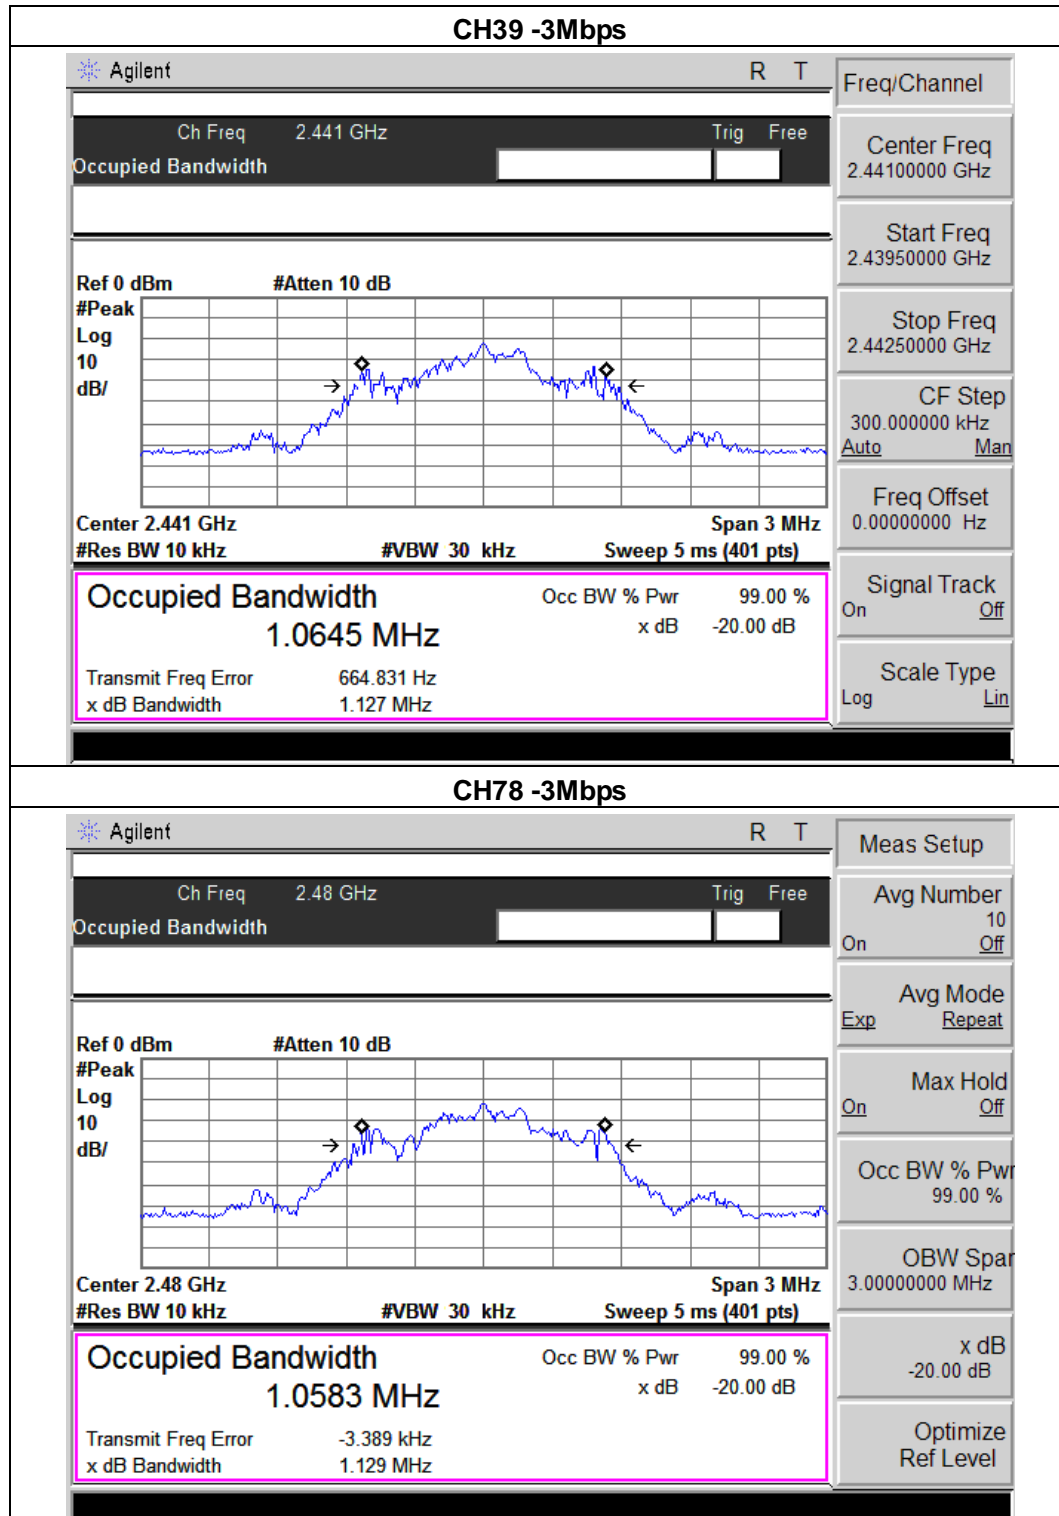 CH39 -3Mbps
Agilent R T
Freq/Channel
Ch Freq 2.441 GHz Trig Free
Occupied Bandwidth
Center Freq
2.44100000 GHz
Start Freq
2.43950000 GHz
Stop Freq
2.44250000 GHz
CF Step
300.000000 kHz
Auto Man
Freq Offset
0.00000000 Hz
Signal Track
On Off
Scale Type
Log Lin
Ref 0 dBm #Atten 10 dB
#Peak
Log
10
dB/
Center 2.441 GHz Span 3 MHz
#Res BW 10 kHz #VBW 30 kHz Sweep 5 ms (401 pts)
Occupied Bandwidth Occ BW % Pwr 99.00 %
1.0645 MHz x dB -20.00 dB
Transmit Freq Error 664.831 Hz
x dB Bandwidth 1.127 MHz
CH78 -3Mbps
Agilent R T
Meas Setup
Ch Freq 2.48 GHz Trig Free
Occupied Bandwidth
Avg Number
10
On Off
Avg Mode
Exp Repeat
Max Hold
On Off
Occ BW % Pwr
99.00 %
OBW Span
3.00000000 MHz
x dB
-20.00 dB
Optimize
Ref Level
Ref 0 dBm #Atten 10 dB
#Peak
Log
10
dB/
Center 2.48 GHz Span 3 MHz
#Res BW 10 kHz #VBW 30 kHz Sweep 5 ms (401 pts)
Occupied Bandwidth Occ BW % Pwr 99.00 %
1.0583 MHz x dB -20.00 dB
Transmit Freq Error -3.389 kHz
x dB Bandwidth 1.129 MHz